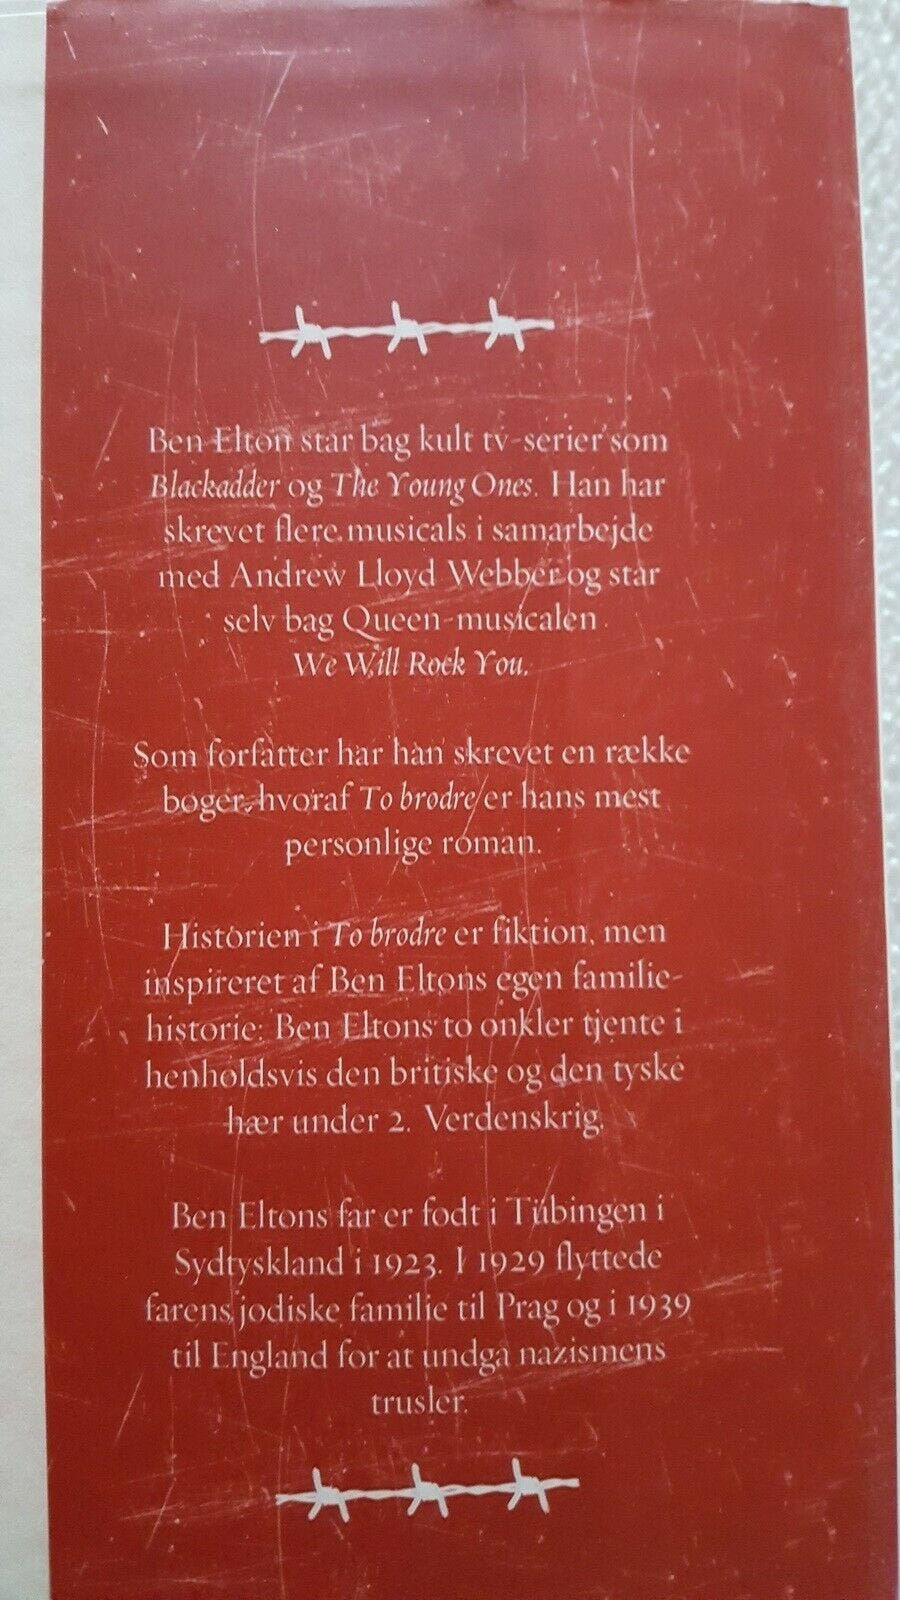 Ben Elton står bag kult tv-serier som
Blackadder og The Young Ones. Han har
skrevet flere musicals i samarbejde
med Andrew Lloyd Webber og står
selv bag Queen-musicalen
We Will Rock You.
Som forfatter har han skrevet en række
bøger, hvoraf To brødre er hans mest
personlige roman.
Historien i To brødre er fiktion, men
inspireret af Ben Eltons egen familie-
historie: Ben Eltons to onkler tjente i
henholdsvis den britiske og den tyske
hær under 2. Verdenskrig.
Ben Eltons far er født i Tübingen i
Sydtyskland i 1923. I 1929 flyttede
farens jødiske familie til Prag og i 1939
til England for at undgå nazismens
trusler.